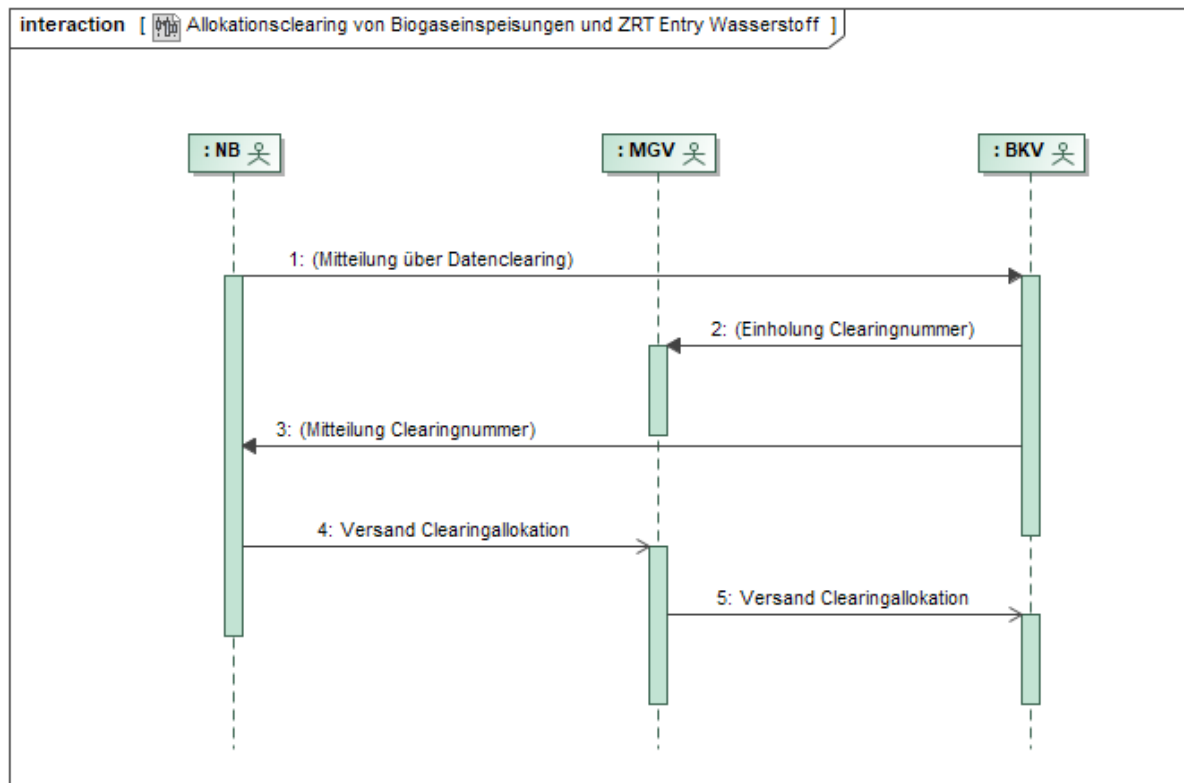 interaction [ Allokationsclearing von Biogaseinspeisungen und ZRT Entry Wasserstoff ]
: NB
: MGV
: BKV
1: (Mitteilung über Datenclearing)
2: (Einholung Clearingnummer)
3: (Mitteilung Clearingnummer)
4: Versand Clearingallokation
5: Versand Clearingallokation